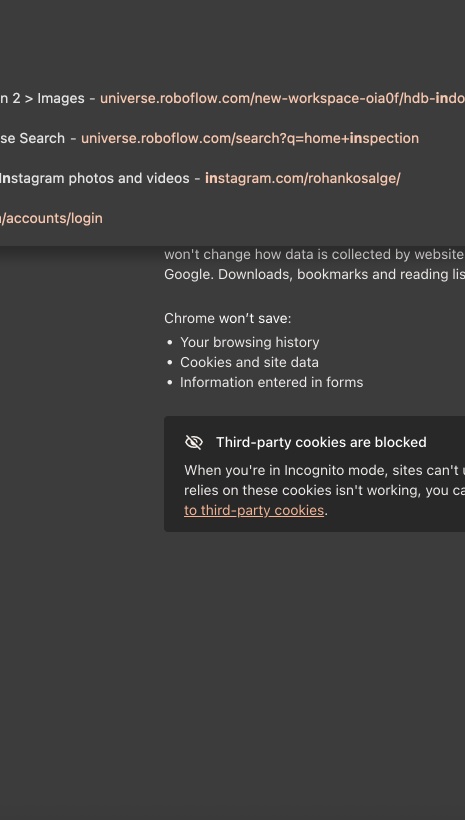 n 2 > Images - universe.roboflow.com/new-workspace-oia0f/hdb-indo
se Search - universe.roboflow.com/search?q=home+inspection
Instagram photos and videos - instagram.com/rohankosalge/
/accounts/login
won't change how data is collected by website
Google. Downloads, bookmarks and reading lis
Chrome won't save:
• Your browsing history
• Cookies and site data
• Information entered in forms
Third-party cookies are blocked
When you're in Incognito mode, sites can't u
relies on these cookies isn't working, you ca
to third-party cookies.